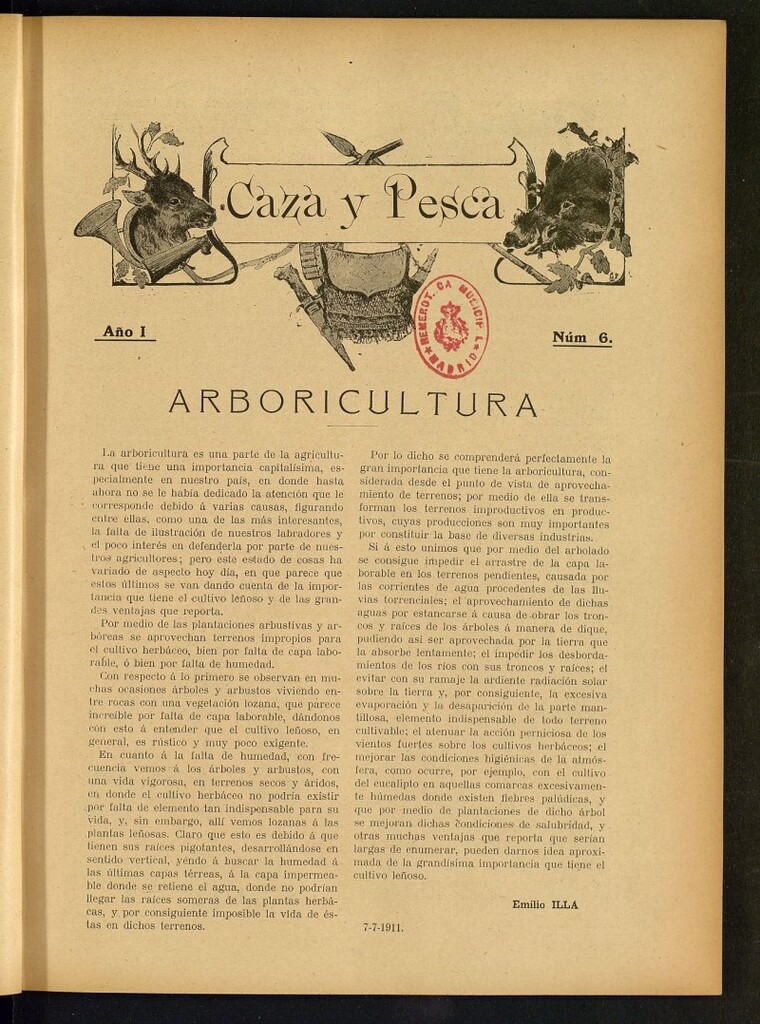 Caza y Pesca
HEMEROTECA MUNICIPAL
★ MADRID ★
Año I
Núm 6.
ARBORICULTURA
La arboricultura es una parte de la agricultu-
ra que tiene una importancia capitalísima, es-
pecialmente en nuestro país, en donde hasta
ahora no se le había dedicado la atención que le
corresponde debido á varias causas, figurando
entre ellas, como una de las más interesantes,
la falta de ilustración de nuestros labradores y
el poco interés en defenderla por parte de nues-
tros agricultores; pero este estado de cosas ha
variado de aspecto hoy día, en que parece que
estos últimos se van dando cuenta de la impor-
tancia que tiene el cultivo leñoso y de las gran-
des ventajas que reporta.
Por medio de las plantaciones arbustivas y ar-
bóreas se aprovechan terrenos impropios para
el cultivo herbáceo, bien por falta de capa labo-
rable, ó bien por falta de humedad.
Con respecto á lo primero se observan en mu-
chas ocasiones árboles y arbustos viviendo en-
tre rocas con una vegetación lozana, que parece
increíble por falta de capa laborable, dándonos
con esto á entender que el cultivo leñoso, en
general, es rústico y muy poco exigente.
En cuanto á la falta de humedad, con fre-
cuencia vemos á los árboles y arbustos, con
una vida vigorosa, en terrenos secos y áridos,
en donde el cultivo herbáceo no podría existir
por falta de elemento tan indispensable para su
vida, y, sin embargo, allí vemos lozanas á las
plantas leñosas. Claro que esto es debido á que
tienen sus raíces pigotantes, desarrollándose en
sentido vertical, yendo á buscar la humedad á
las últimas capas térreas, á la capa impermea-
ble donde se retiene el agua, donde no podrían
llegar las raíces someras de las plantas herbá-
cas, y por consiguiente imposible la vida de és-
tas en dichos terrenos.
Por lo dicho se comprenderá perfectamente la
gran importancia que tiene la arboricultura, con-
siderada desde el punto de vista de aprovecha-
miento de terrenos; por medio de ella se trans-
forman los terrenos improductivos en produc-
tivos, cuyas producciones son muy importantes
por constituir la base de diversas industrias.
Si á esto unimos que por medio del arbolado
se consigue impedir el arrastre de la capa la-
borable en los terrenos pendientes, causada por
las corrientes de agua procedentes de las llu-
vias torrenciales; el aprovechamiento de dichas
aguas por estancarse á causa de obrar los tron-
cos y raíces de los árboles á manera de dique,
pudiendo así ser aprovechada por la tierra que
la absorbe lentamente; el impedir los desborda-
mientos de los ríos con sus troncos y raíces; el
evitar con su ramaje la ardiente radiación solar
sobre la tierra y, por consiguiente, la excesiva
evaporación y la desaparición de la parte man-
tillosa, elemento indispensable de todo terreno
cultivable; el atenuar la acción perniciosa de los
vientos fuertes sobre los cultivos herbáceos; el
mejorar las condiciones higiénicas de la atmós-
fera, como ocurre, por ejemplo, con el cultivo
del eucalipto en aquellas comarcas excesivamen-
te húmedas donde existen fiebres palúdicas, y
que por medio de plantaciones de dicho árbol
se mejoran dichas condiciones de salubridad, y
otras muchas ventajas que reporta que serían
largas de enumerar, pueden darnos idea aproxi-
mada de la grandísima importancia que tiene el
cultivo leñoso.
Emilio ILLA
7-7-1911.